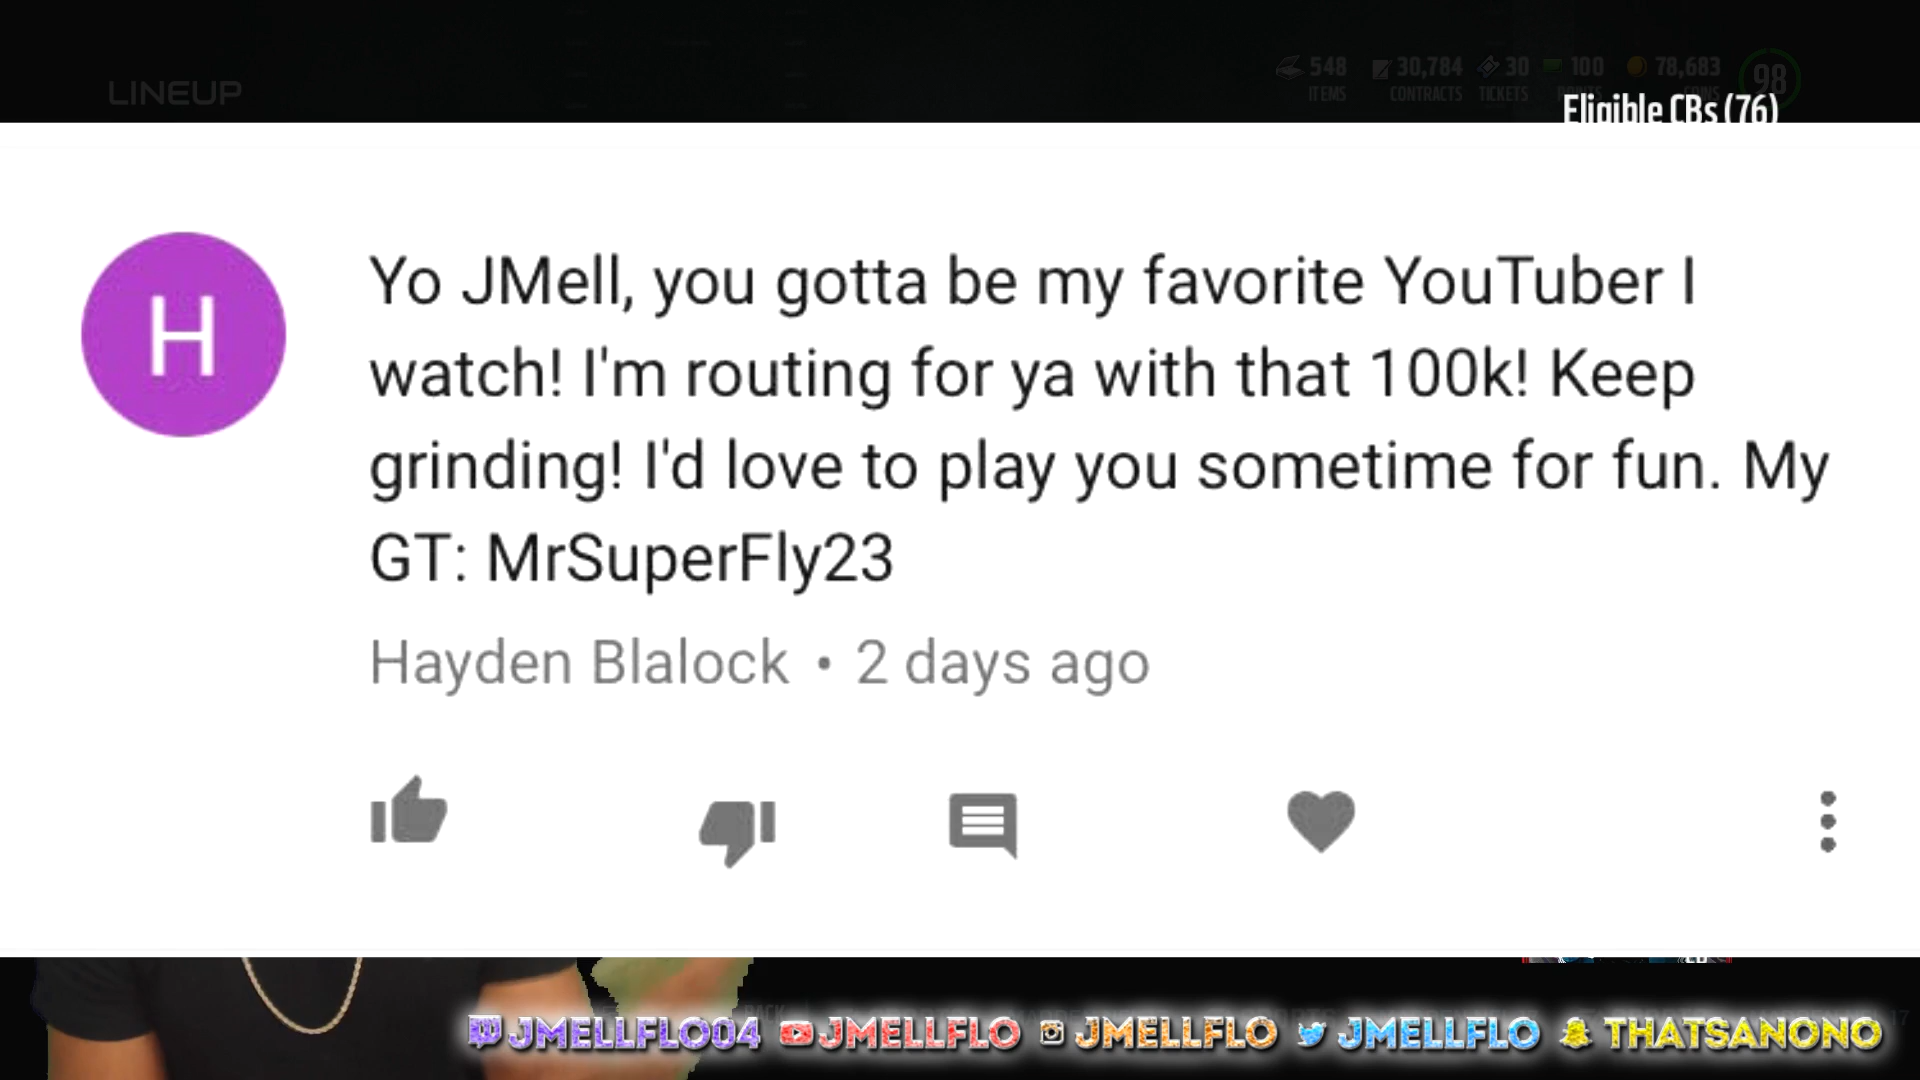 LINEUP
548 30,784 30 100 78,683 98
ITEMS CONTRACTS TICKETS
Eligible CBs (76)
H
Yo JMell, you gotta be my favorite YouTuber I
watch! I'm routing for ya with that 100k! Keep
grinding! I'd love to play you sometime for fun. My
GT: MrSuperFly23
Hayden Blalock • 2 days ago
JMELLFLO04 JMELLFLO JMELLFLO JMELLFLO THATSANONO